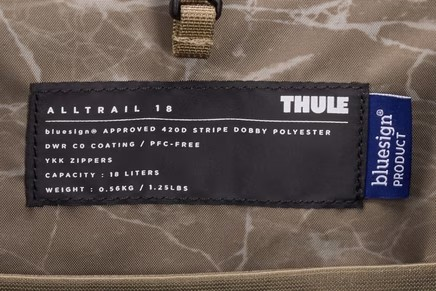 ALLTRAIL 18
THULE
bluesign® APPROVED 420D STRIPE DOBBY POLYESTER
DWR C0 COATING / PFC-FREE
YKK ZIPPERS
CAPACITY : 18 LITERS
WEIGHT : 0.56KG / 1.25LBS
bluesign®
PRODUCT